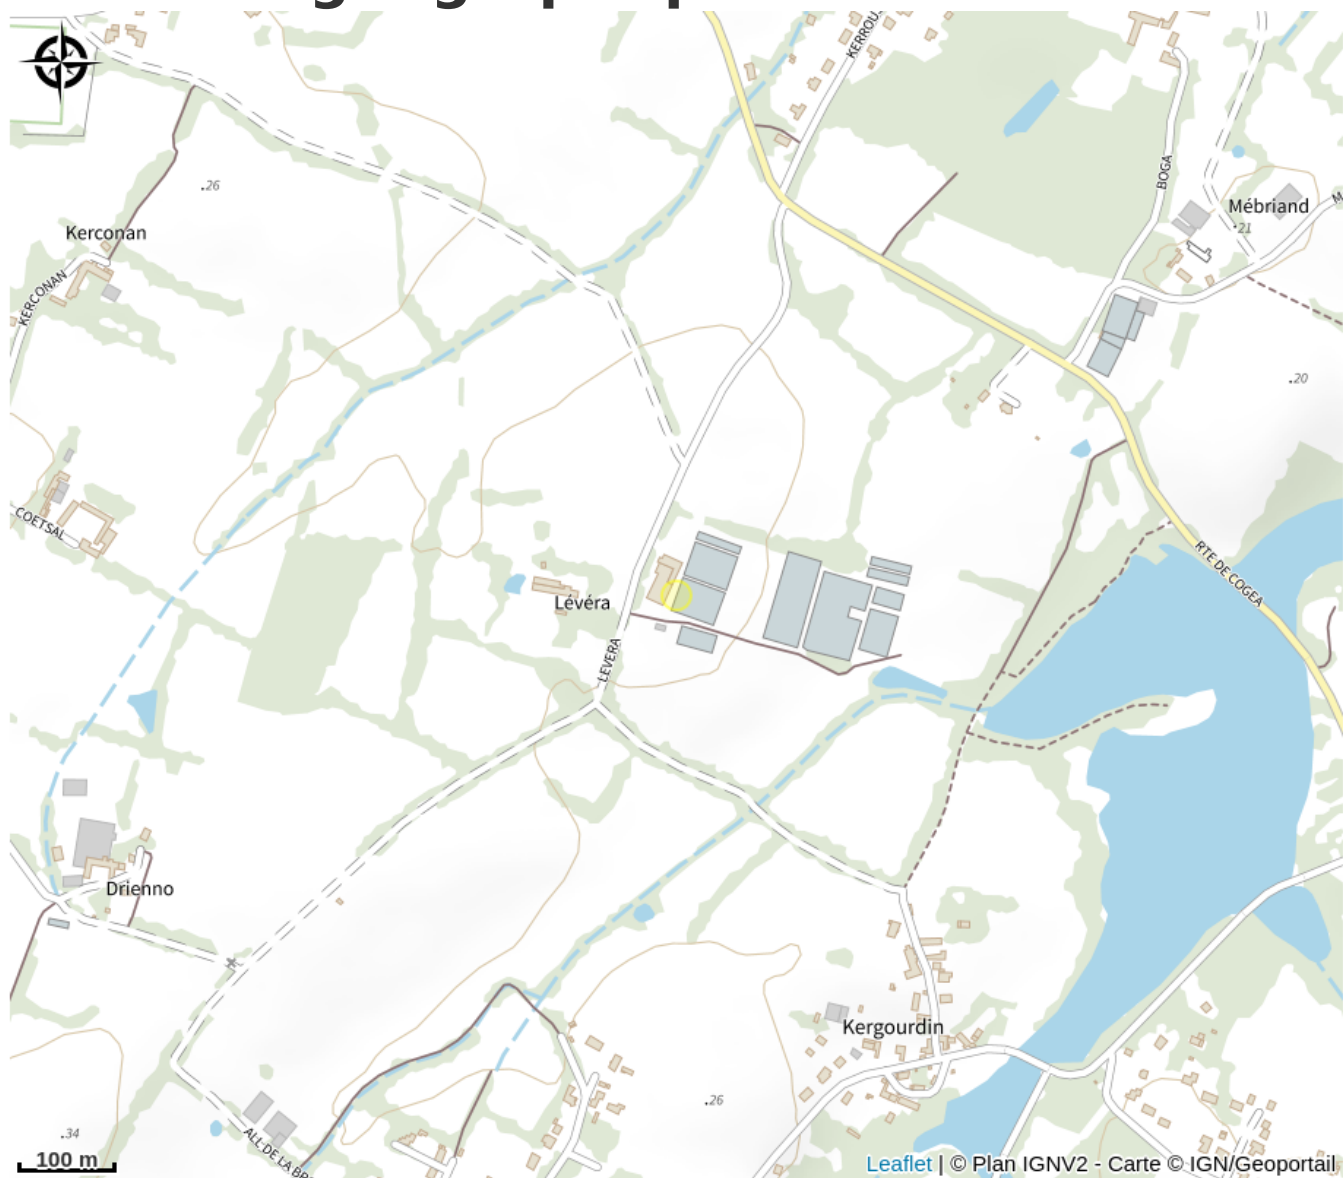 KERROU
BOGA
Mébriand
.21
.26
Kerconan
KERCONAN
.20
COETSAL
RTE DE COGEA
Lévéra
LEVERA
Drienno
Kergourdin
.26
.34
ALL DE LA BR
100 m
Leaflet | © Plan IGNV2 - Carte © IGN/Geoportail